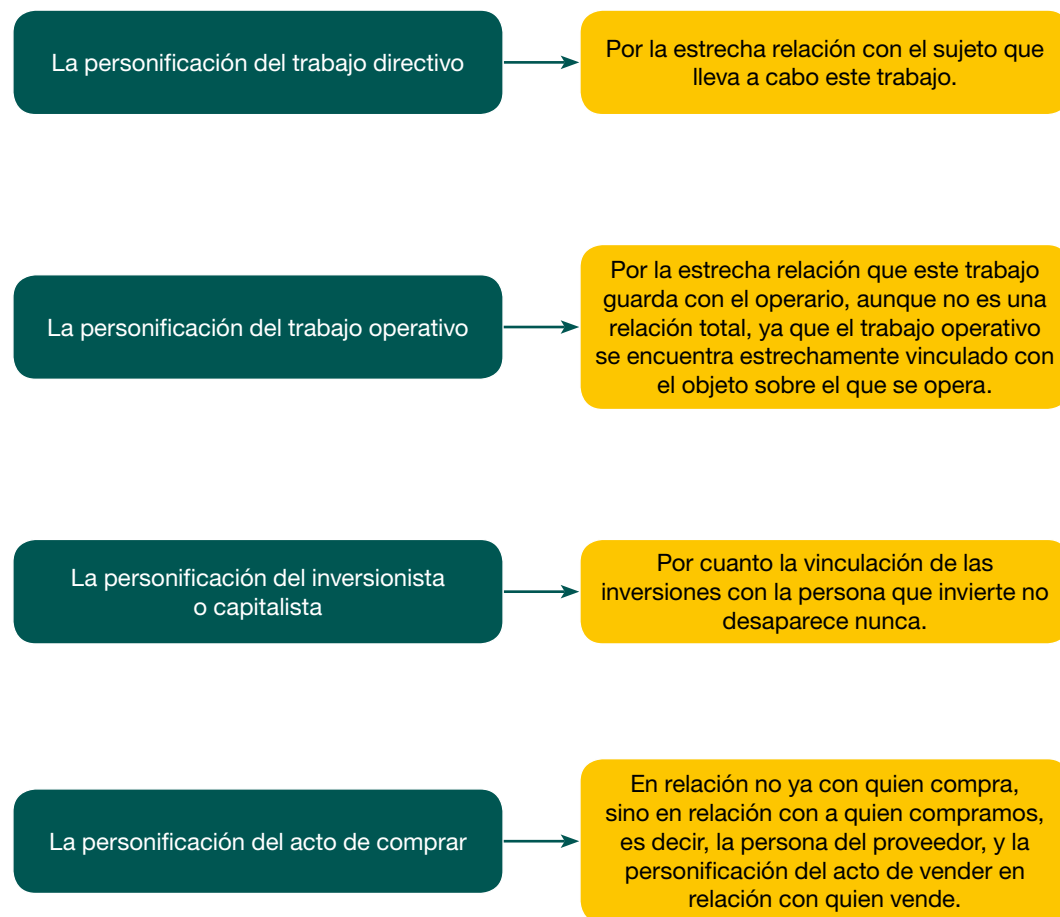 La personificación del trabajo directivo
Por la estrecha relación con el sujeto que
lleva a cabo este trabajo.
La personificación del trabajo operativo
Por la estrecha relación que este trabajo
guarda con el operario, aunque no es una
relación total, ya que el trabajo operativo
se encuentra estrechamente vinculado con
el objeto sobre el que se opera.
La personificación del inversionista
o capitalista
Por cuanto la vinculación de las
inversiones con la persona que invierte no
desaparece nunca.
La personificación del acto de comprar
En relación no ya con quien compra,
sino en relación con a quien compramos,
es decir, la persona del proveedor, y la
personificación del acto de vender en
relación con quien vende.